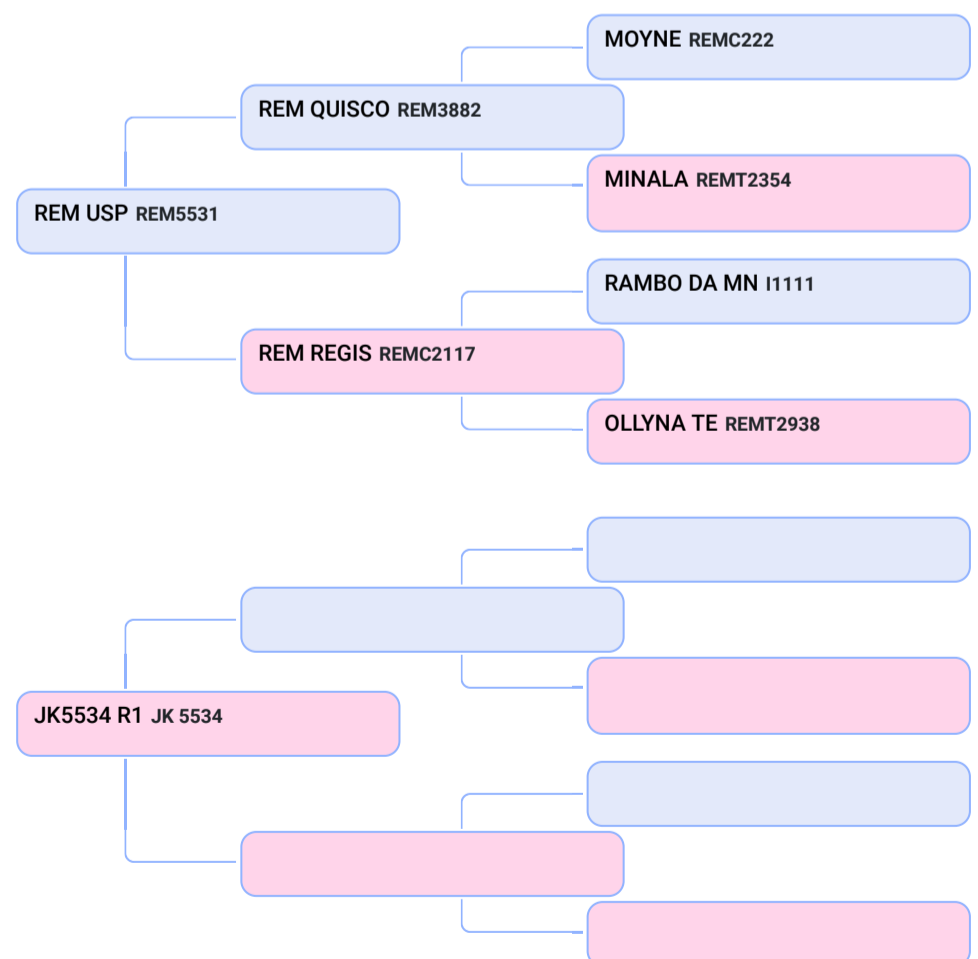 MOYNE REMC222
REM QUISCO REM3882
MINALA REMT2354
REM USP REM5531
RAMBO DA MN I1111
REM REGIS REMC2117
OLLYNA TE REMT2938
JK5534 R1 JK 5534